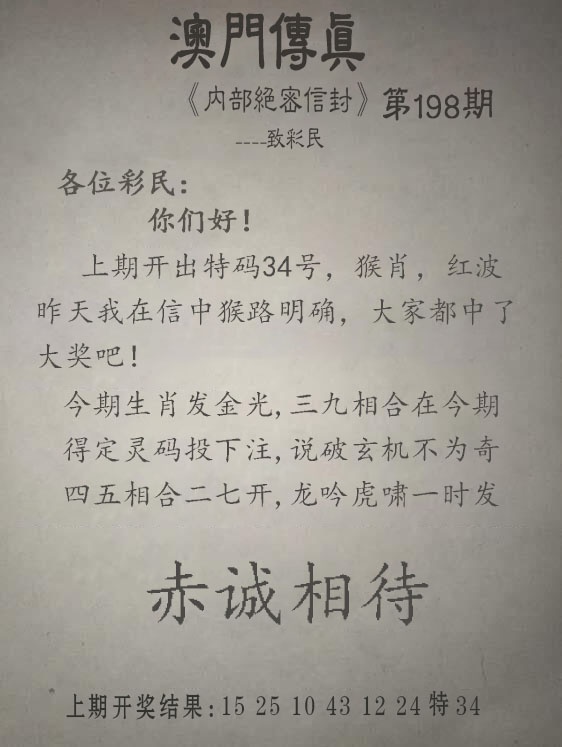 澳門傳眞
《内部絕密信封》第198期
----致彩民
各位彩民：
你们好！
上期开出特码34号，猴肖，红波
昨天我在信中猴路明确，大家都中了
大奖吧！
今期生肖发金光,三九相合在今期
得定灵码投下注,说破玄机不为奇
四五相合二七开,龙吟虎啸一时发
赤诚相待
上期开奖结果:15 25 10 43 12 24 特 34